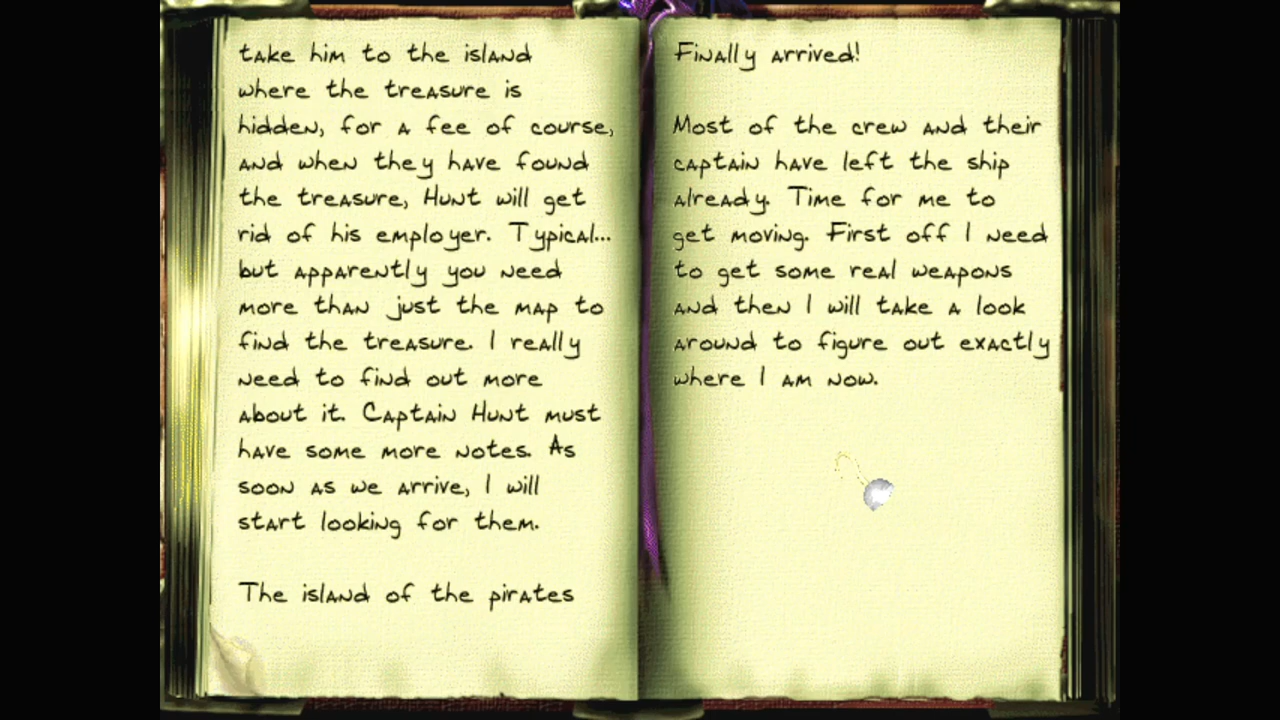 take him to the island
where the treasure is
hidden, for a fee of course,
and when they have found
the treasure, Hunt will get
rid of his employer. Typical...
but apparently you need
more than just the map to
find the treasure. I really
need to find out more
about it. Captain Hunt must
have some more notes. As
soon as we arrive, I will
start looking for them.
The island of the pirates
Finally arrived!
Most of the crew and their
captain have left the ship
already. Time for me to
get moving. First off I need
to get some real weapons
and then I will take a look
around to figure out exactly
where I am now.